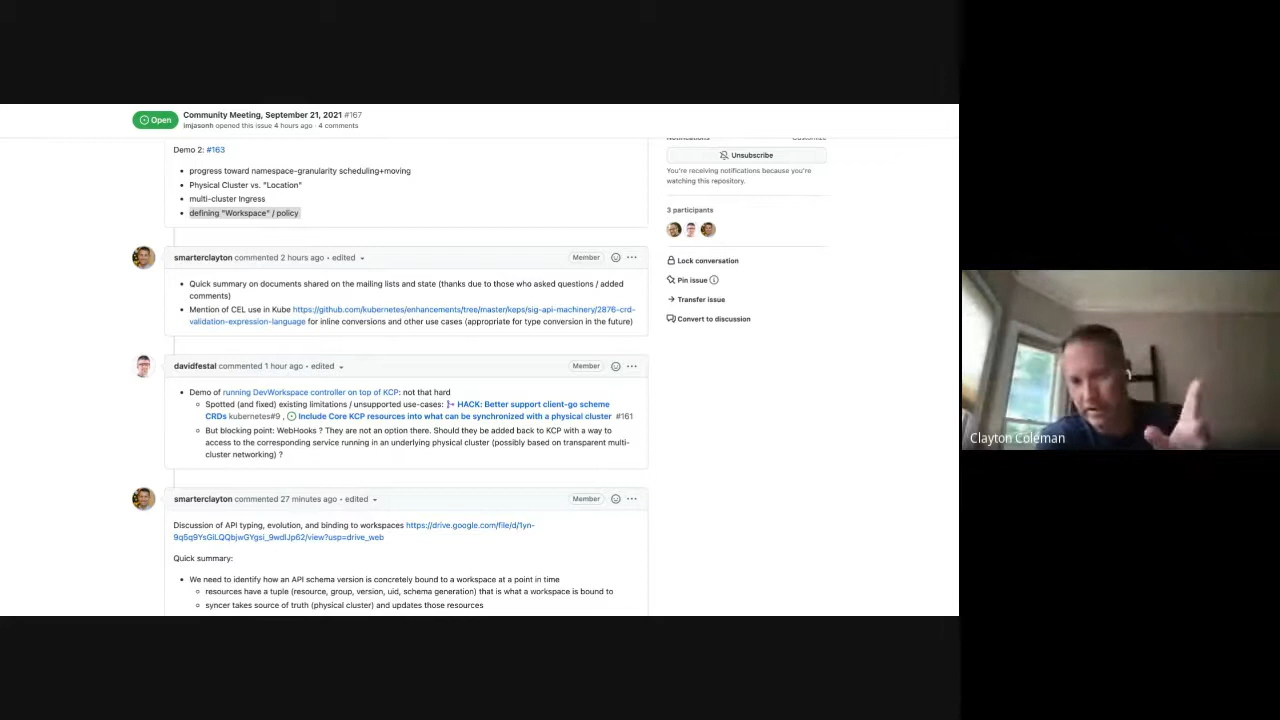 Open
Community Meeting, September 21, 2021 #167
imjasonh opened this issue 4 hours ago · 4 comments
Demo 2: #163
• progress toward namespace-granularity scheduling+moving
• Physical Cluster vs. "Location"
• multi-cluster Ingress
• defining "Workspace" / policy
smarterclayton commented 2 hours ago • edited
Member
• Quick summary on documents shared on the mailing lists and state (thanks due to those who asked questions / added
comments)
• Mention of CEL use in Kube https://github.com/kubernetes/enhancements/tree/master/keps/sig-api-machinery/2876-crd-
validation-expression-language for inline conversions and other use cases (appropriate for type conversion in the future)
davidfestal commented 1 hour ago • edited
Member
• Demo of running DevWorkspace controller on top of KCP: not that hard
Spotted (and fixed) existing limitations / unsupported use-cases: HACK: Better support client-go scheme
CRDs kubernetes#9 , Include Core KCP resources into what can be synchronized with a physical cluster #161
But blocking point: WebHooks ? They are not an option there. Should they be added back to KCP with a way to
access to the corresponding service running in an underlying physical cluster (possibly based on transparent multi-
cluster networking) ?
smarterclayton commented 27 minutes ago • edited
Member
Discussion of API typing, evolution, and binding to workspaces https://drive.google.com/file/d/1yn-
Quick summary:
• We need to identify how an API schema version is concretely bound to a workspace at a point in time
resources have a tuple (resource, group, version, uid, schema generation) that is what a workspace is bound to
syncer takes source of truth (physical cluster) and updates those resources
Notifications
Customize
Unsubscribe
You're receiving notifications because you're
watching this repository.
3 participants
Lock conversation
Pin issue
Transfer issue
Convert to discussion
Clayton Coleman